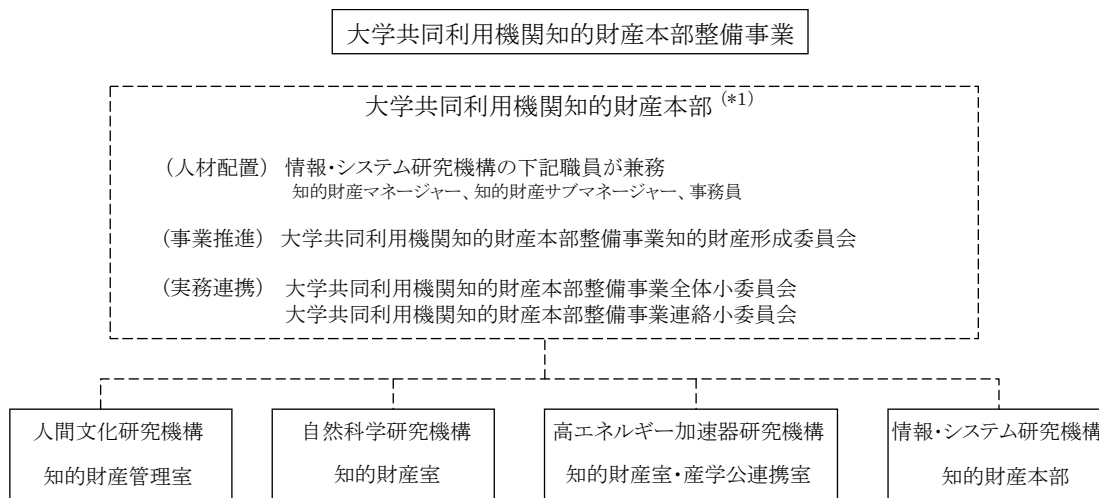 大学共同利用機関知的財産本部整備事業
大学共同利用機関知的財産本部 (*1)
（人材配置） 情報・システム研究機構の下記職員が兼務
知的財産マネージャー、知的財産サブマネージャー、事務員
（事業推進） 大学共同利用機関知的財産本部整備事業知的財産形成委員会
（実務連携） 大学共同利用機関知的財産本部整備事業全体小委員会
大学共同利用機関知的財産本部整備事業連絡小委員会
人間文化研究機構
知的財産管理室
自然科学研究機構
知的財産室
高エネルギー加速器研究機構
知的財産室・産学公連携室
情報・システム研究機構
知的財産本部